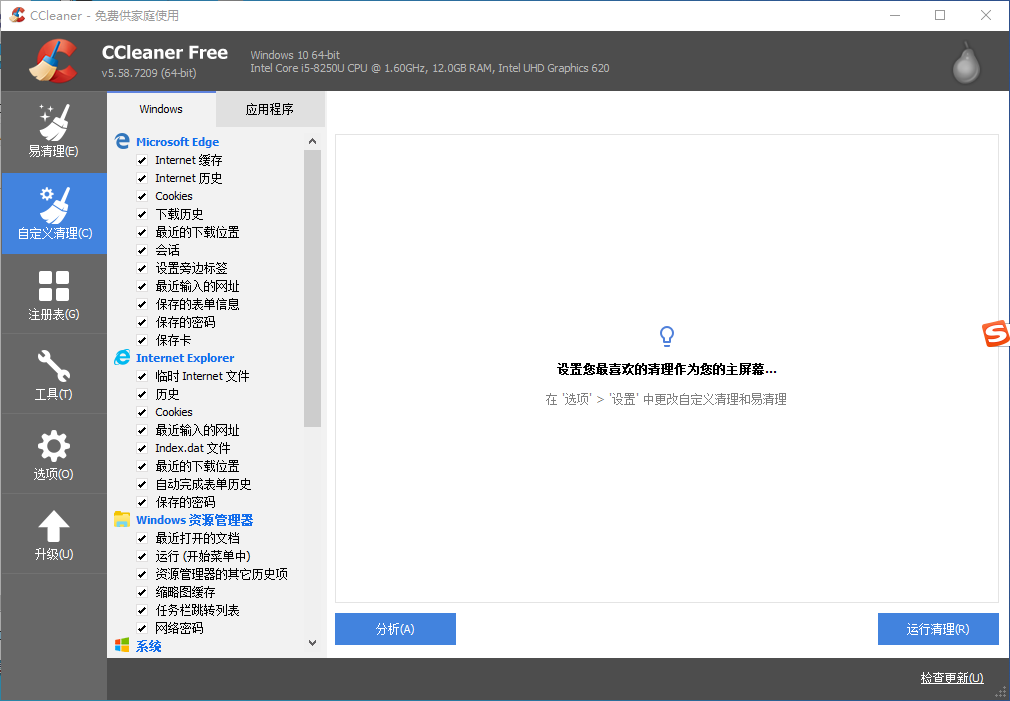 CCleaner - 免费供家庭使用
CCleaner Free
v5.58.7209 (64-bit)
Windows 10 64-bit
Intel Core i5-8250U CPU @ 1.60GHz, 12.0GB RAM, Intel UHD Graphics 620
易清理(E)
自定义清理(C)
注册表(G)
工具(T)
选项(O)
升级(U)
Windows
应用程序
Microsoft Edge
Internet 缓存
Internet 历史
Cookies
下载历史
最近的下载位置
会话
设置旁边标签
最近输入的网址
保存的表单信息
保存的密码
保存卡
Internet Explorer
临时 Internet 文件
历史
Cookies
最近输入的网址
Index.dat 文件
最近的下载位置
自动完成表单历史
保存的密码
Windows 资源管理器
最近打开的文档
运行 (开始菜单中)
资源管理器的其它历史项
缩略图缓存
任务栏跳转列表
网络密码
系统
设置您最喜欢的清理作为您的主屏幕...
在 '选项' > '设置' 中更改自定义清理和易清理
分析(A)
运行清理(R)
检查更新(U)
S